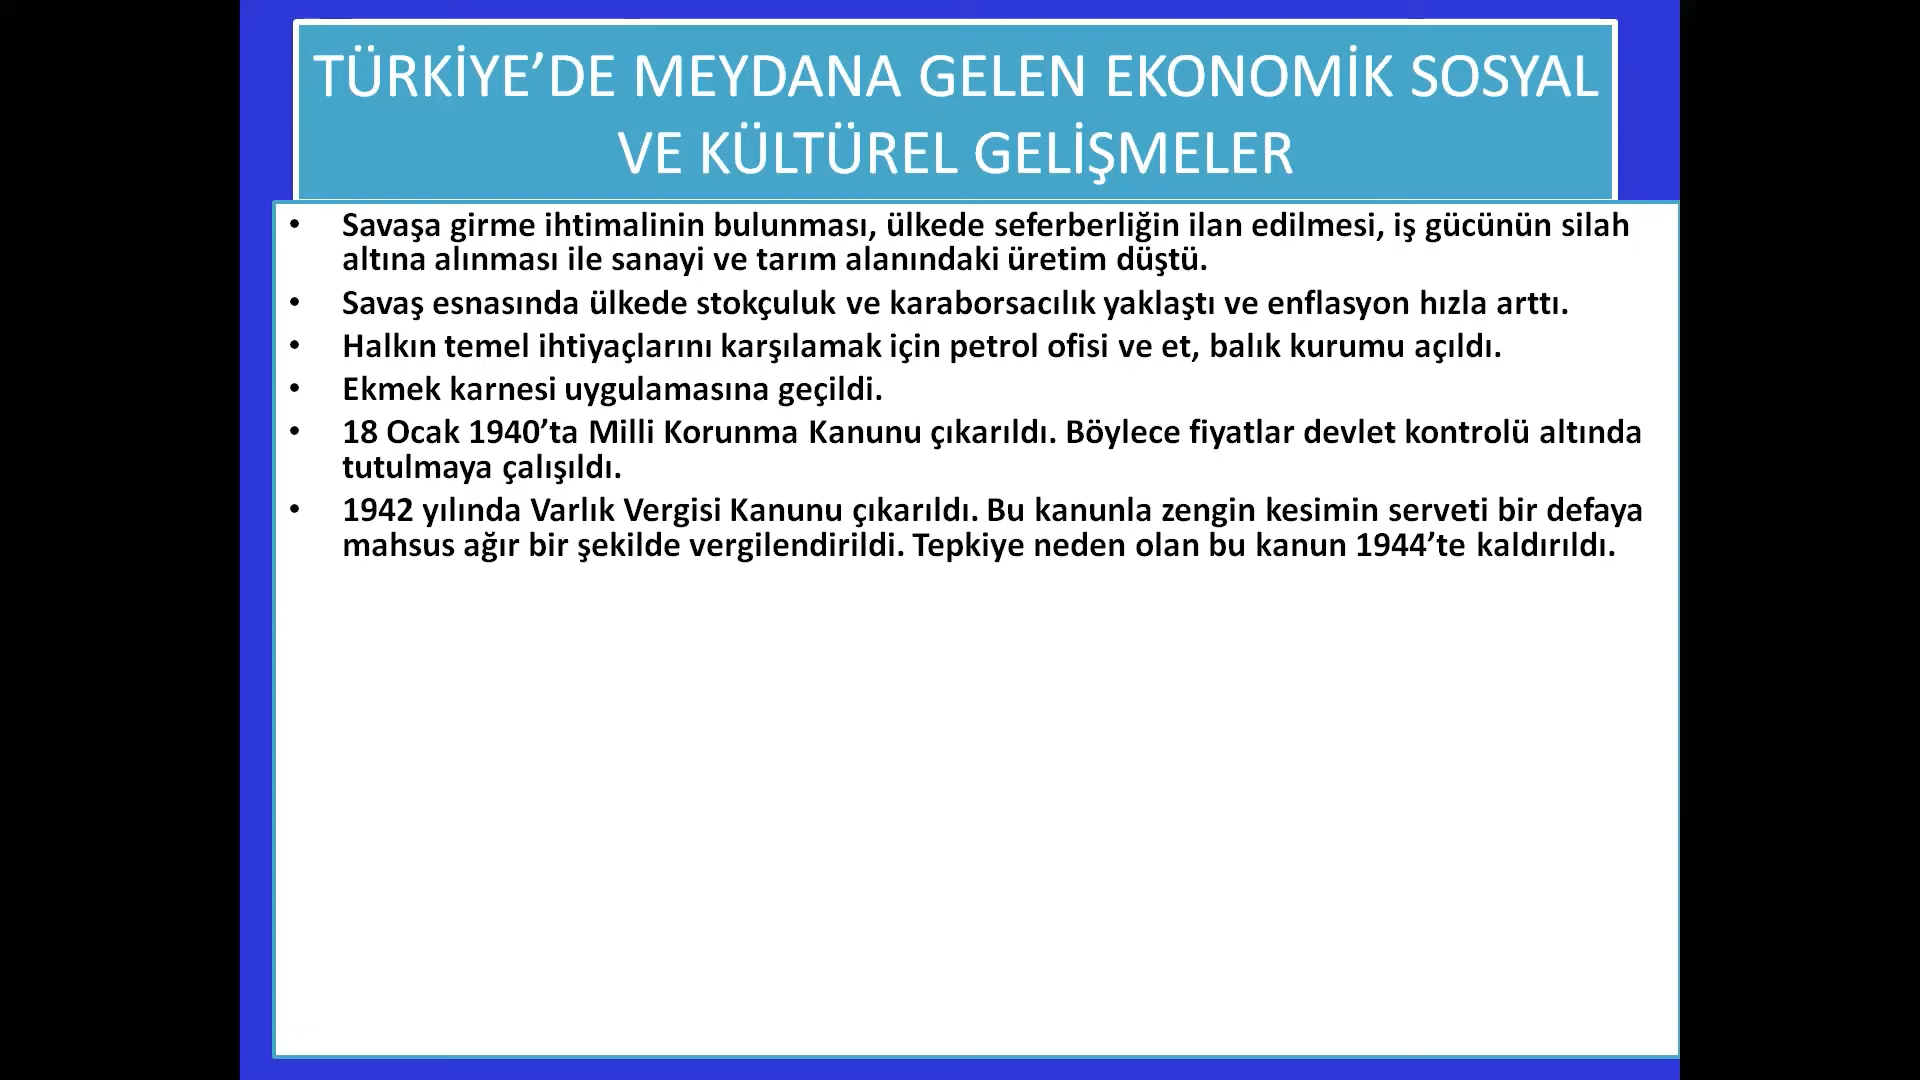 TÜRKİYE’DE MEYDANA GELEN EKONOMİK SOSYAL
VE KÜLTÜREL GELİŞMELER
• Savaşa girme ihtimalinin bulunması, ülkede seferberliğin ilan edilmesi, iş gücünün silah
altına alınması ile sanayi ve tarım alanındaki üretim düştü.
• Savaş esnasında ülkede stokçuluk ve karaborsacılık yaklaştı ve enflasyon hızla arttı.
• Halkın temel ihtiyaçlarını karşılamak için petrol ofisi ve et, balık kurumu açıldı.
• Ekmek karnesi uygulamasına geçildi.
• 18 Ocak 1940’ta Milli Korunma Kanunu çıkarıldı. Böylece fiyatlar devlet kontrolü altında
tutulmaya çalışıldı.
• 1942 yılında Varlık Vergisi Kanunu çıkarıldı. Bu kanunla zengin kesimin serveti bir defaya
mahsus ağır bir şekilde vergilendirildi. Tepkiye neden olan bu kanun 1944’te kaldırıldı.